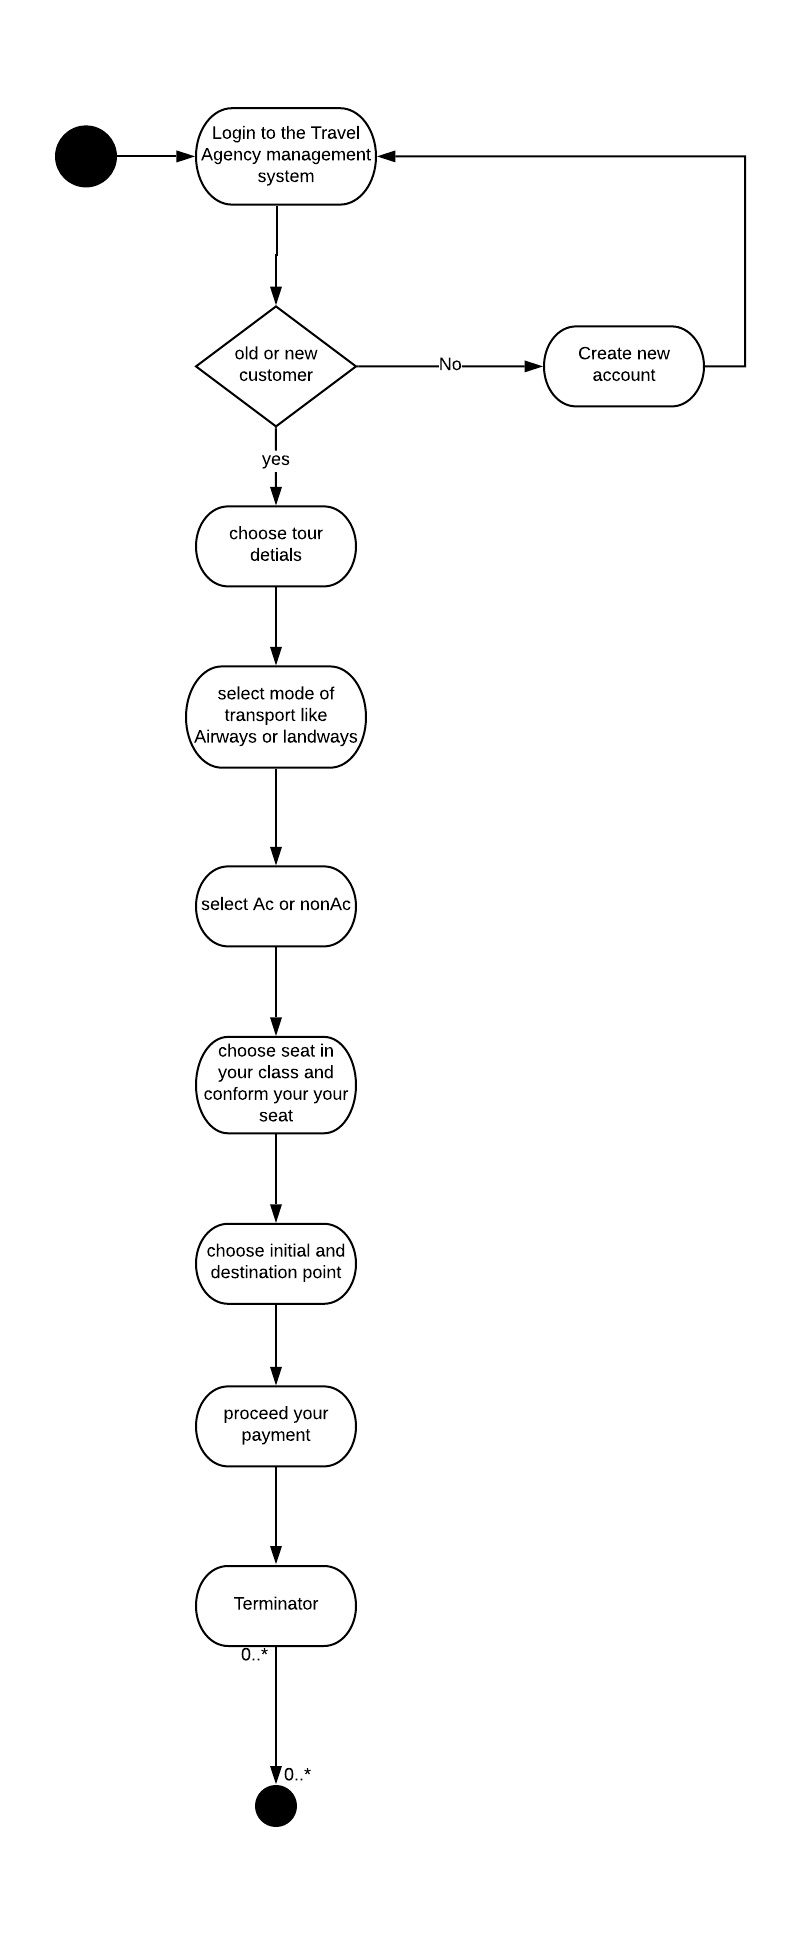 Login to the Travel
Agency management
system
old or new
customer
No
Create new
account
yes
choose tour
detials
select mode of
transport like
Airways or landways
select Ac or nonAc
choose seat in
your class and
conform your your
seat
choose initial and
destination point
proceed your
payment
Terminator
0..*
0..*